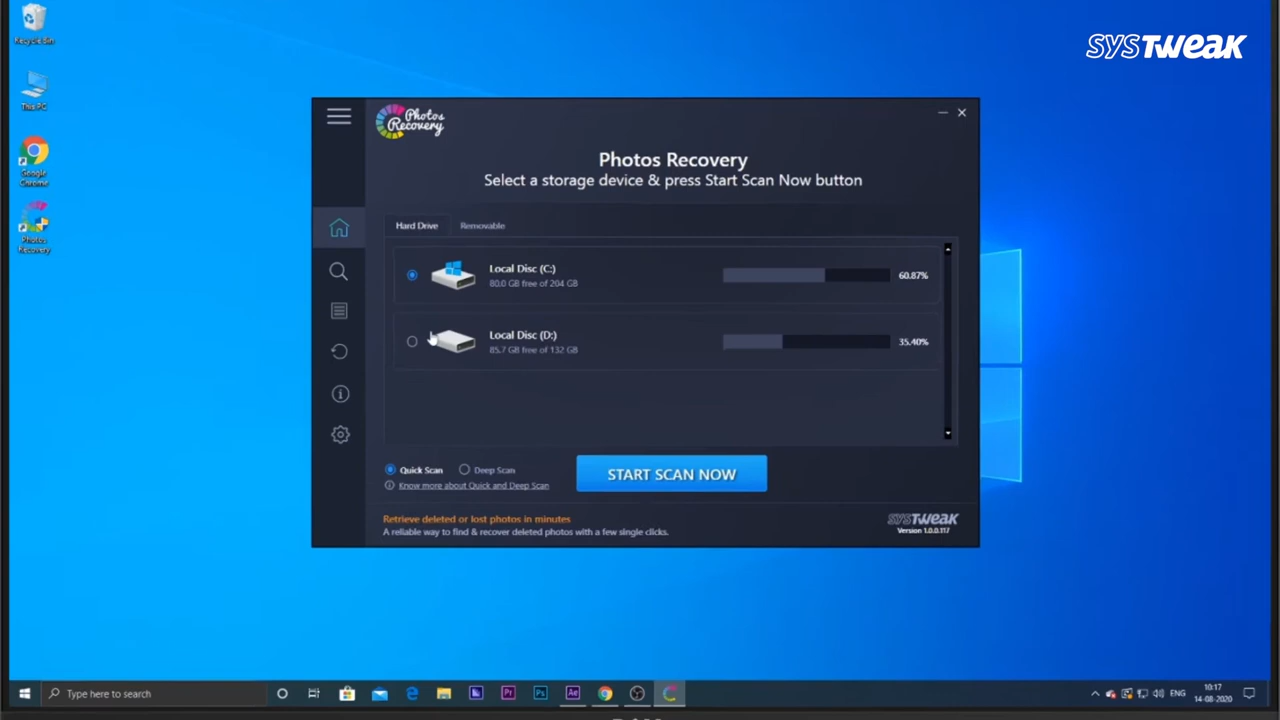 Recycle Bin
This PC
Google
Chrome
Photos
Recovery
SYSTWEAK
Photos
Recovery
Photos Recovery
Select a storage device & press Start Scan Now button
Hard Drive
Removable
Local Disc (C:)
80.0 GB free of 204 GB
60.87%
Local Disc (D:)
85.7 GB free of 132 GB
35.40%
Quick Scan
Deep Scan
Know more about Quick and Deep Scan
START SCAN NOW
Retrieve deleted or lost photos in minutes
A reliable way to find & recover deleted photos with a few single clicks.
SYSTWEAK
Version 1.0.0.117
Type here to search
Pr
Ps
Ae
ENG
10:17
14-08-2020